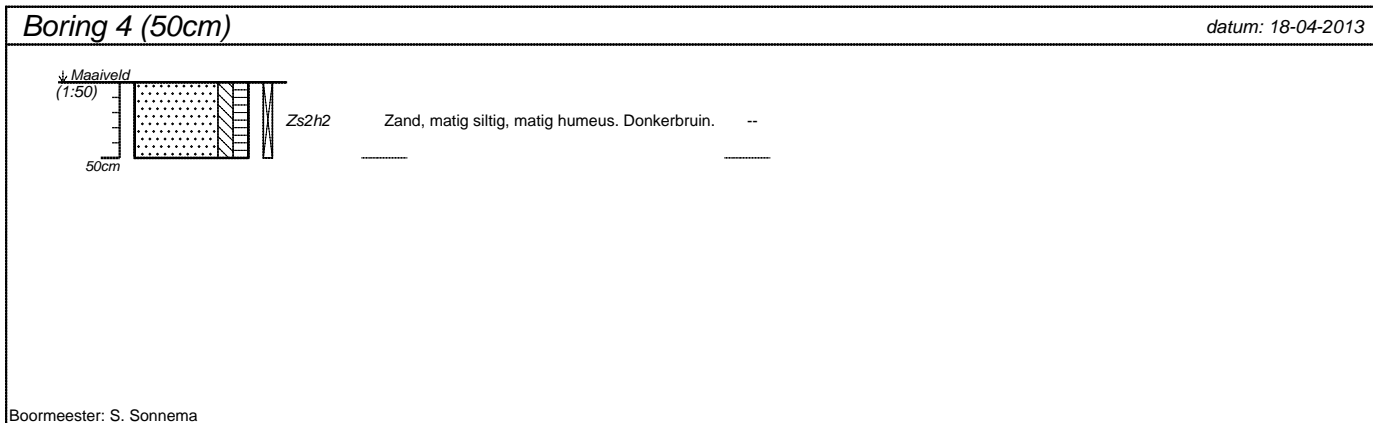 Boring 4 (50cm)
datum: 18-04-2013
Maaiveld
(1:50)
Zs2h2 Zand, matig siltig, matig humeus. Donkerbruin. --
50cm
Boormeester: S. Sonnema